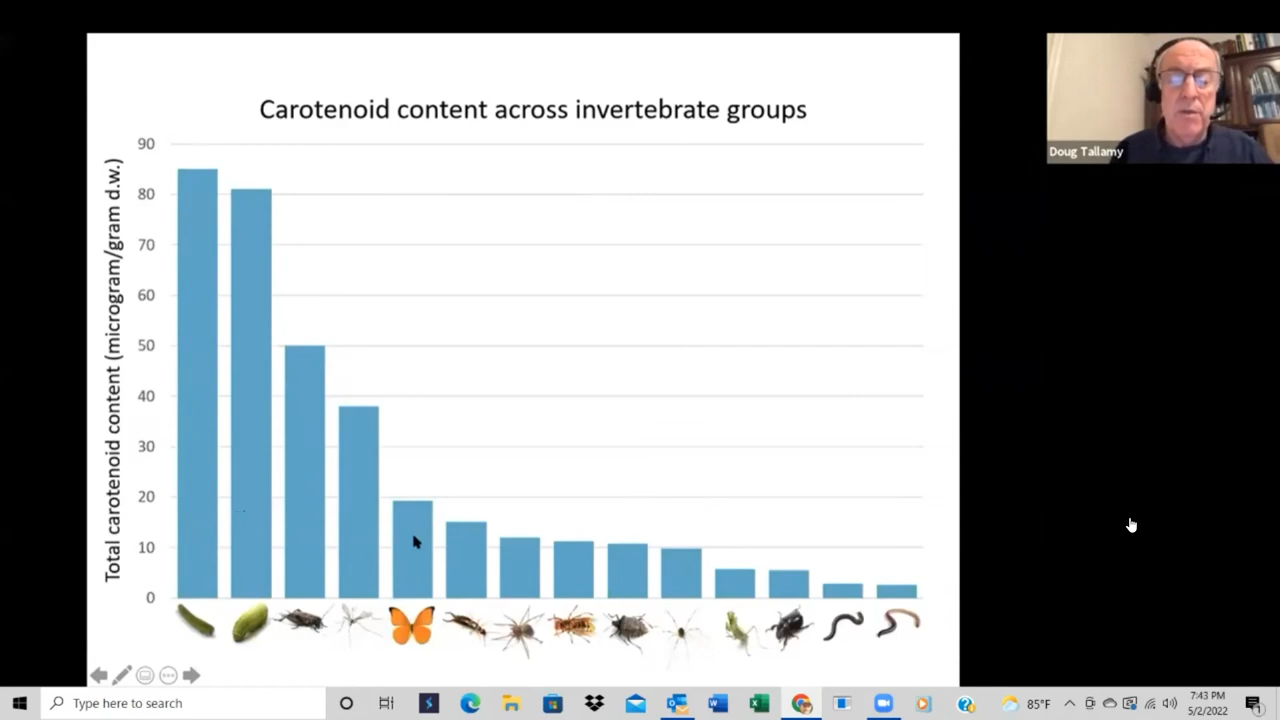 Carotenoid content across invertebrate groups
Total carotenoid content (microgram/gram d.w.)
90
80
70
60
50
40
30
20
10
0
Doug Tallamy
Type here to search
85°F
7:43 PM
5/2/2022
1